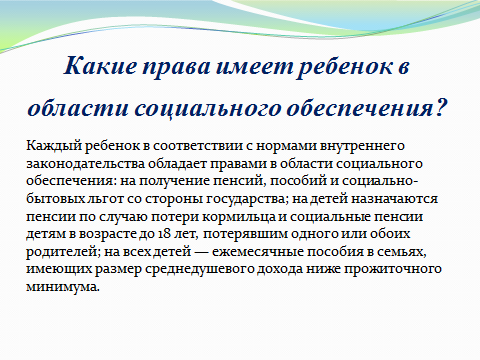 Какие права имеет ребенок в
области социального обеспечения?
Каждый ребенок в соответствии с нормами внутреннего
законодательства обладает правами в области социального
обеспечения: на получение пенсий, пособий и социально-
бытовых льгот со стороны государства; на детей назначаются
пенсии по случаю потери кормильца и социальные пенсии
детям в возрасте до 18 лет, потерявшим одного или обоих
родителей; на всех детей — ежемесячные пособия в семьях,
имеющих размер среднедушевого дохода ниже прожиточного
минимума.